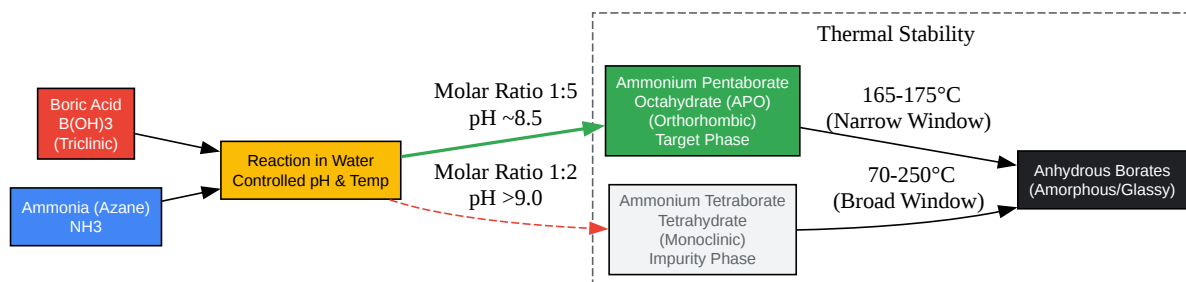 Thermal Stability
Boric Acid
B(OH)3
(Triclinic)
Ammonia (Azane)
NH3
Reaction in Water
Controlled pH & Temp
Molar Ratio 1:5
pH ~8.5
Molar Ratio 1:2
pH >9.0
Ammonium Pentaborate
Octahydrate (APO)
(Orthorhombic)
Target Phase
Ammonium Tetraborate
Tetrahydrate
(Monoclinic)
Impurity Phase
165-175°C
(Narrow Window)
70-250°C
(Broad Window)
Anhydrous Borates
(Amorphous/Glassy)